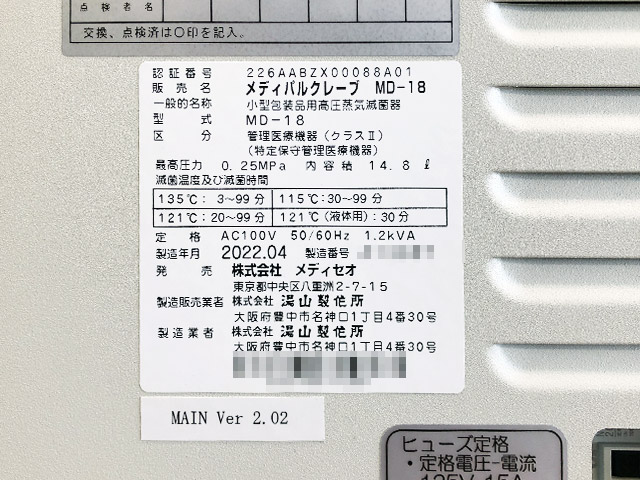 点検者名
交換、点検済は〇印を記入。
認証番号 226AABZX00088A01
販売名 メディパルクレーブ MD-18
一般的名称 小型包装品用高圧蒸気滅菌器
型式 MD-18
区分 管理医療機器(クラスⅡ)
(特定保守管理医療機器)
最高圧力 0.25MPa 内容積 14.8ℓ
滅菌温度及び滅菌時間
135℃: 3~99分 115℃:30~99分
121℃:20~99分 121℃(液体用):30分
定格 AC100V 50/60Hz 1.2kVA
製造年月 2022.04 製造番号
発売 株式会社 メディセオ
東京都中央区八重洲2-7-15
製造販売業者 株式会社 湯山製作所
大阪府豊中市名神口1丁目4番30号
製造業者 株式会社 湯山製作所
大阪府豊中市名神口1丁目4番30号
MAIN Ver 2.02
ヒューズ定格
・定格電圧-電流
125V-15A